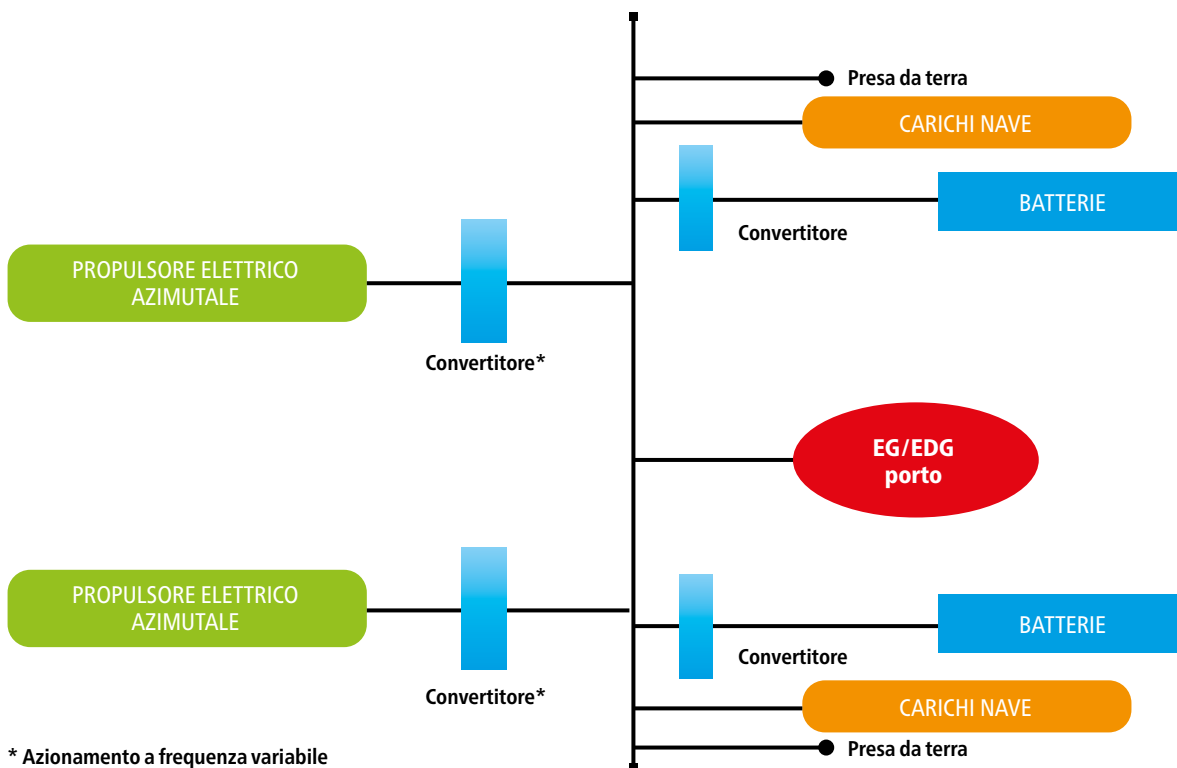 Presa da terra
CARICHI NAVE
BATTERIE
Convertitore
PROPULSORE ELETTRICO
AZIMUTALE
Convertitore*
EG/EDG
porto
PROPULSORE ELETTRICO
AZIMUTALE
Convertitore*
BATTERIE
Convertitore
CARICHI NAVE
Presa da terra
* Azionamento a frequenza variabile